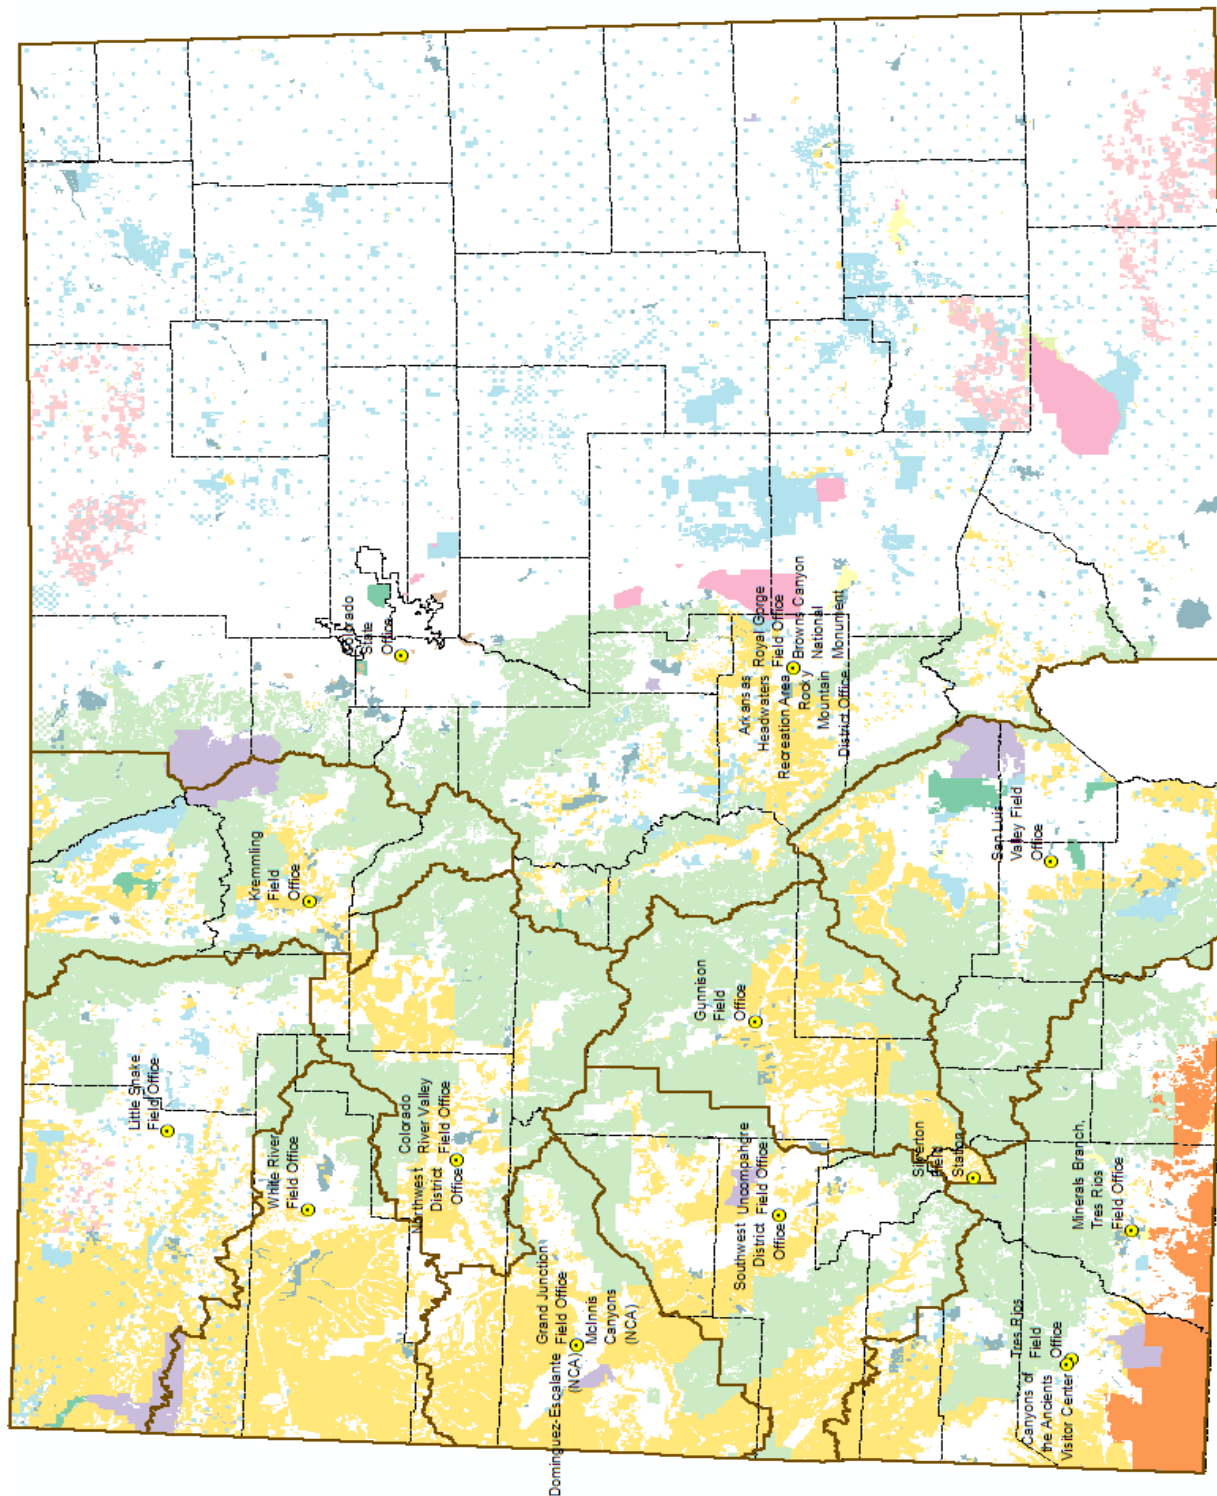 Little Snake
Field Office
White River
Field Office
Kremmling
Field
Office
Colorado
State
Office
Colorado
River Valley
Field Office
Northwest
District
Office
Grand Junction
Field Office
McInnis
Canyons
(NCA)
Dominguez-Escalante
(NCA)
Gunnison
Field
Office
Uncompahgre
Field Office
Southwest
District
Office
Arkansas
Headwaters
Recreation Area
Royal Gorge
Field Office
Browns Canyon
National
Monument
Rocky
Mountain
District Office
San Luis
Valley Field
Office
Silverton
Field
Station
Minerals Branch,
Tres Rios
Field Office
Tres Rios
Field
Office
Canyons of
the Ancients
Visitor Center